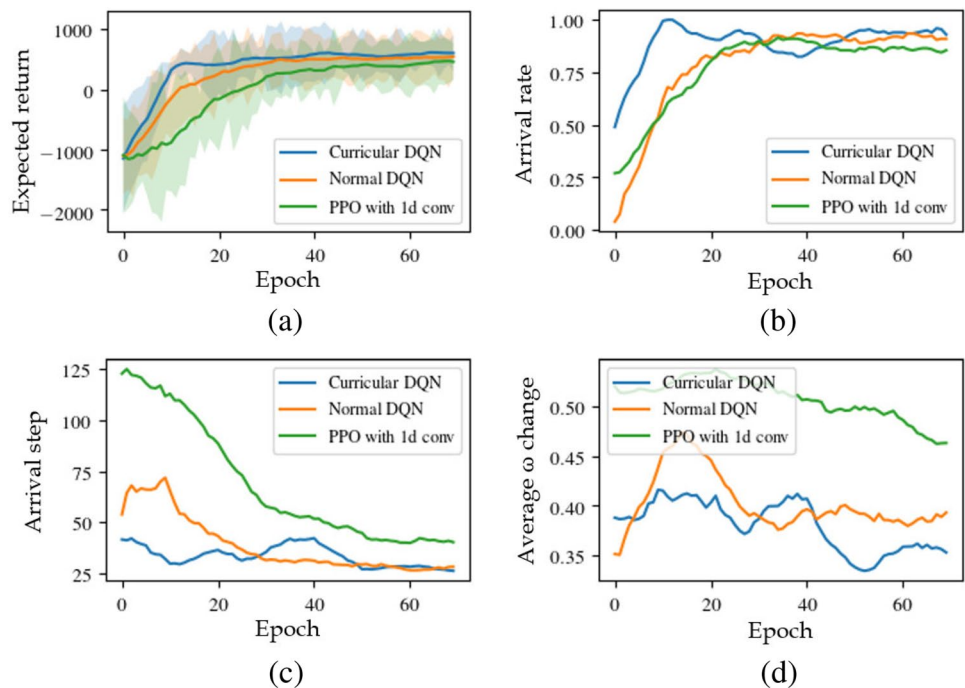 1000
0
−1000
−2000
Expected return
Curricular DQN
Normal DQN
PPO with 1d conv
0
20
40
60
Epoch
(a)
1.00
0.75
0.50
0.25
0.00
Arrival rate
Curricular DQN
Normal DQN
PPO with 1d conv
0
20
40
60
Epoch
(b)
125
100
75
50
25
Arrival step
Curricular DQN
Normal DQN
PPO with 1d conv
0
20
40
60
Epoch
(c)
0.50
0.45
0.40
0.35
Average ω change
Curricular DQN
Normal DQN
PPO with 1d conv
0
20
40
60
Epoch
(d)